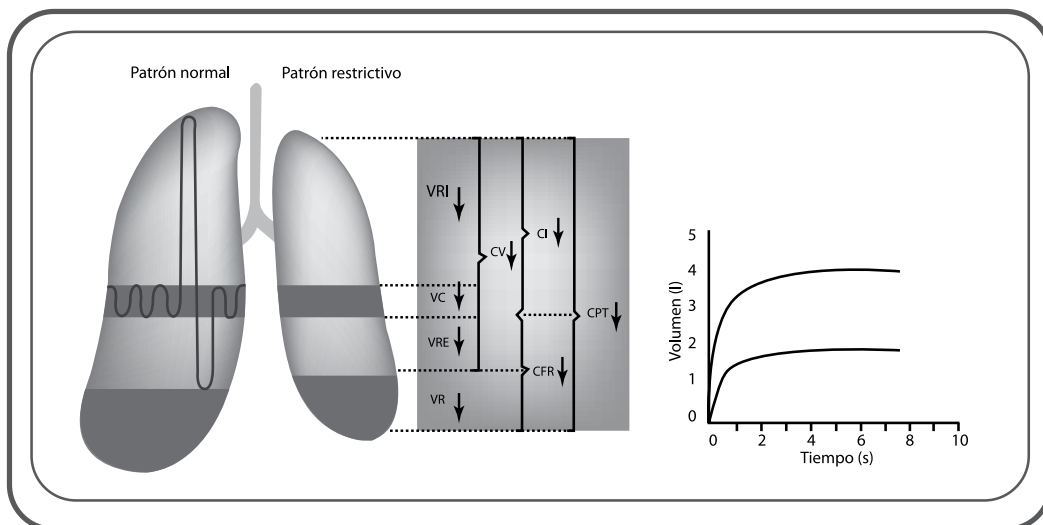 Patrón normal
Patrón restrictivo
VRI
CI
CV
VC
CPT
VRE
CFR
VR
5
4
3
2
1
0
Volumen (l)
0 2 4 6 8 10
Tiempo (s)